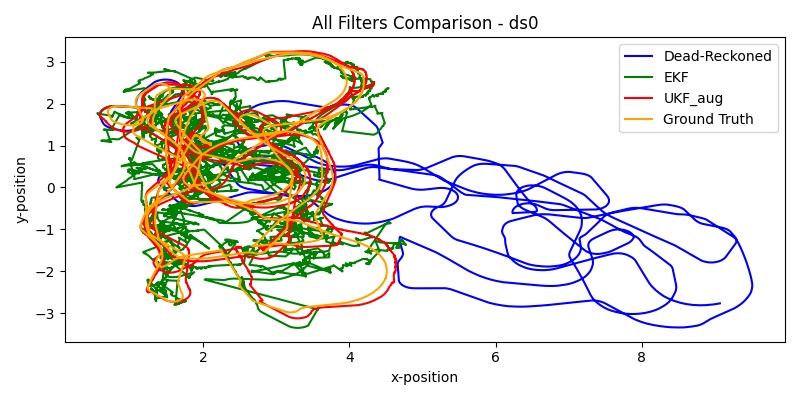 All Filters Comparison - ds0
Dead-Reckoned
EKF
UKF_aug
Ground Truth
y-position
3
2
1
0
−1
−2
−3
2
4
6
8
x-position